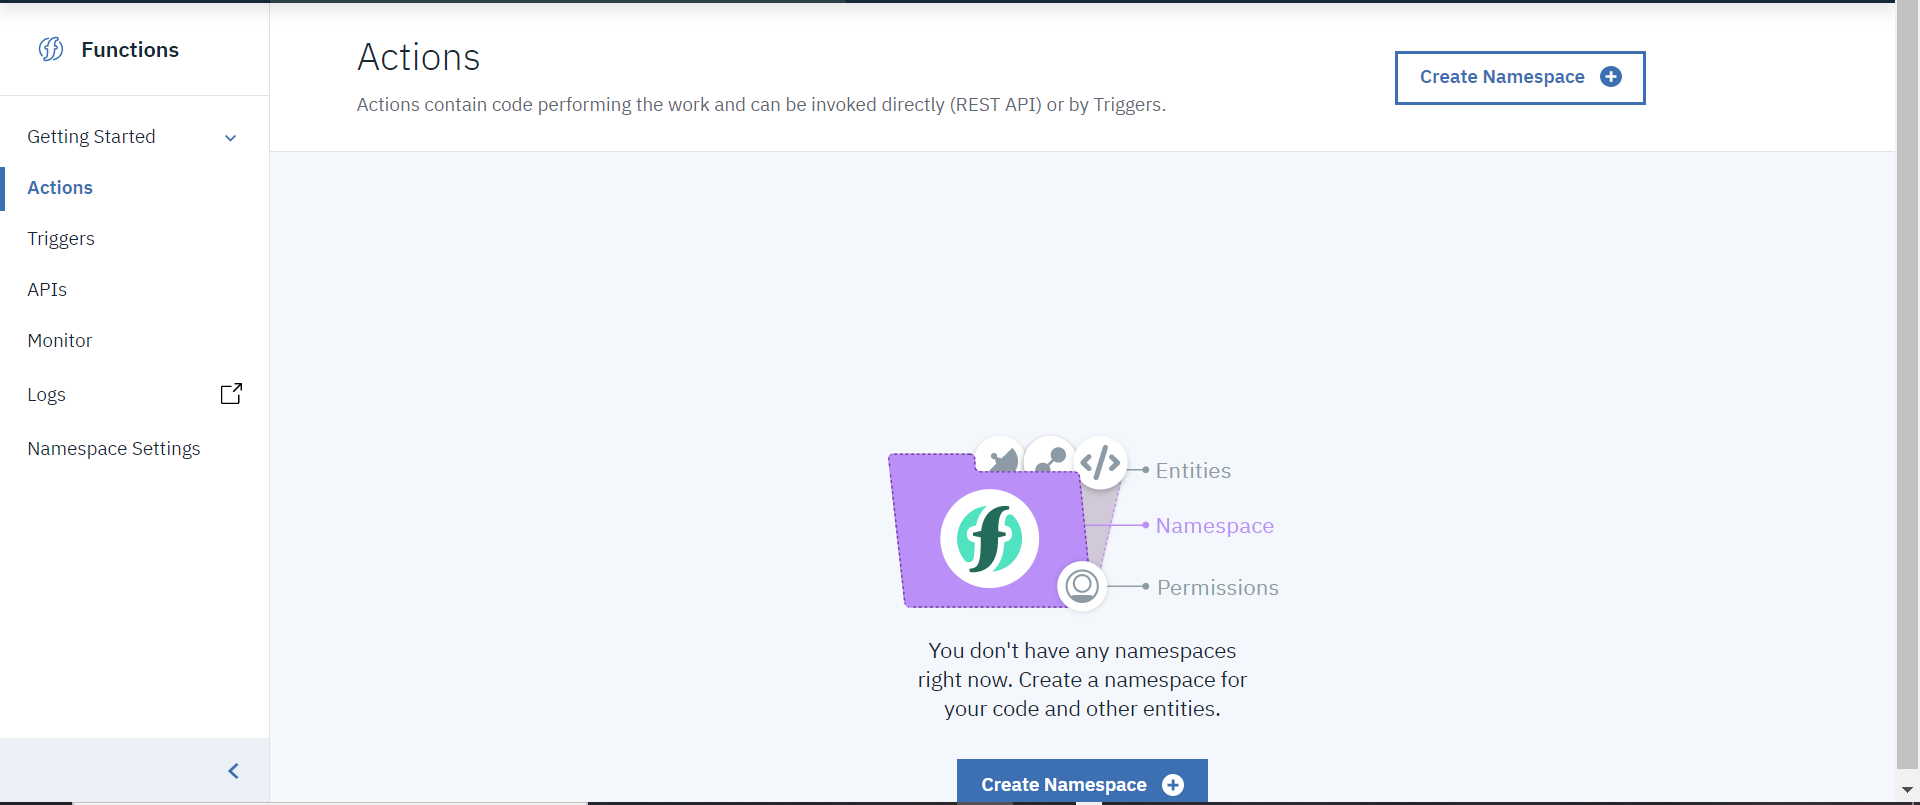 Functions
Getting Started
Actions
Triggers
APIs
Monitor
Logs
Namespace Settings
Actions
Actions contain code performing the work and can be invoked directly (REST API) or by Triggers.
Create Namespace
Entities
Namespace
Permissions
You don't have any namespaces
right now. Create a namespace for
your code and other entities.
Create Namespace